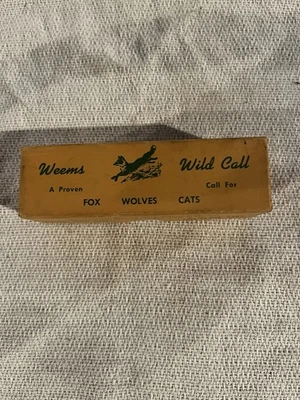 Weems Wild Call
A Proven Call For
FOX WOLVES CATS